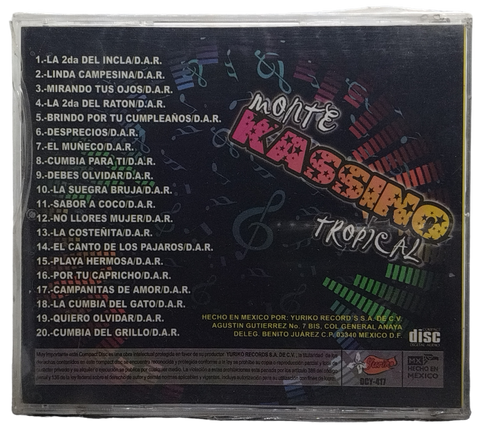 1.-LA 2da DEL INCLA/D.A.R.
2.-LINDA CAMPESINA/D.A.R.
3.-MIRANDO TUS OJOS/D.A.R.
4.-LA 2da DEL RATON/D.A.R.
5.-BRINDO POR TU CUMPLEAÑOS/D.A.R.
6.-DESPRECIOS/D.A.R.
7.-EL MUÑECO/D.A.R.
8.-CUMBIA PARA TI/D.A.R.
9.-DEBES OLVIDAR/D.A.R.
10.-LA SUEGRA BRUJA/D.A.R.
11.-SABOR A COCO/D.A.R.
12.-NO LLORES MUJER/D.A.R.
13.-LA COSTEÑITA/D.A.R.
14.-EL CANTO DE LOS PAJAROS/D.A.R.
15.-PLAYA HERMOSA/D.A.R.
16.-POR TU CAPRICHO/D.A.R.
17.-CAMPANITAS DE AMOR/D.A.R.
18.-LA CUMBIA DEL GATO/D.A.R.
19.-QUIERO OLVIDAR/D.A.R.
20.-CUMBIA DEL GRILLO/D.A.R.
MONTE
KASSINO
TROPICAL
HECHO EN MEXICO POR: YURIKO RECORD S S.A. DE C.V.
AGUSTIN GUTIERREZ No. 7 BIS, COL GENERAL ANAYA
DELEG. BENITO JUÁREZ C.P. 03340 MEXICO D.F.
disc
HECHO EN
MÉXICO
DCY-417